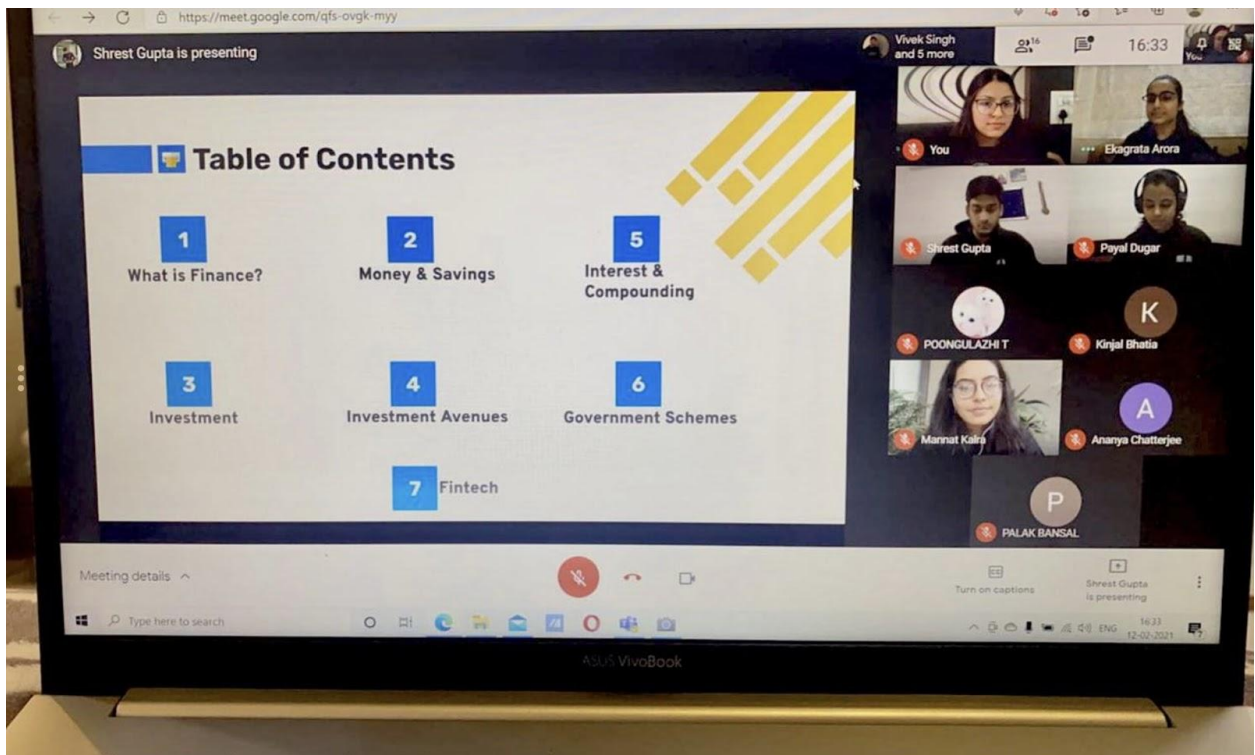 https://meet.google.com/qfs-ovgk-myy
Shrest Gupta is presenting
Vivek Singh
and 5 more
16
16:33
You
Table of Contents
1
What is Finance?
2
Money & Savings
5
Interest &
Compounding
3
Investment
4
Investment Avenues
6
Government Schemes
7 Fintech
You
Ekagrata Arora
Shrest Gupta
Payal Dugar
POONGULAZHI T
K
Kinjal Bhatia
Mannat Kalra
A
Ananya Chatterjee
P
PALAK BANSAL
Meeting details
CC
Turn on captions
Shrest Gupta
is presenting
Type here to search
ENG
16:33
12-02-2021
7
ASUS VivoBook